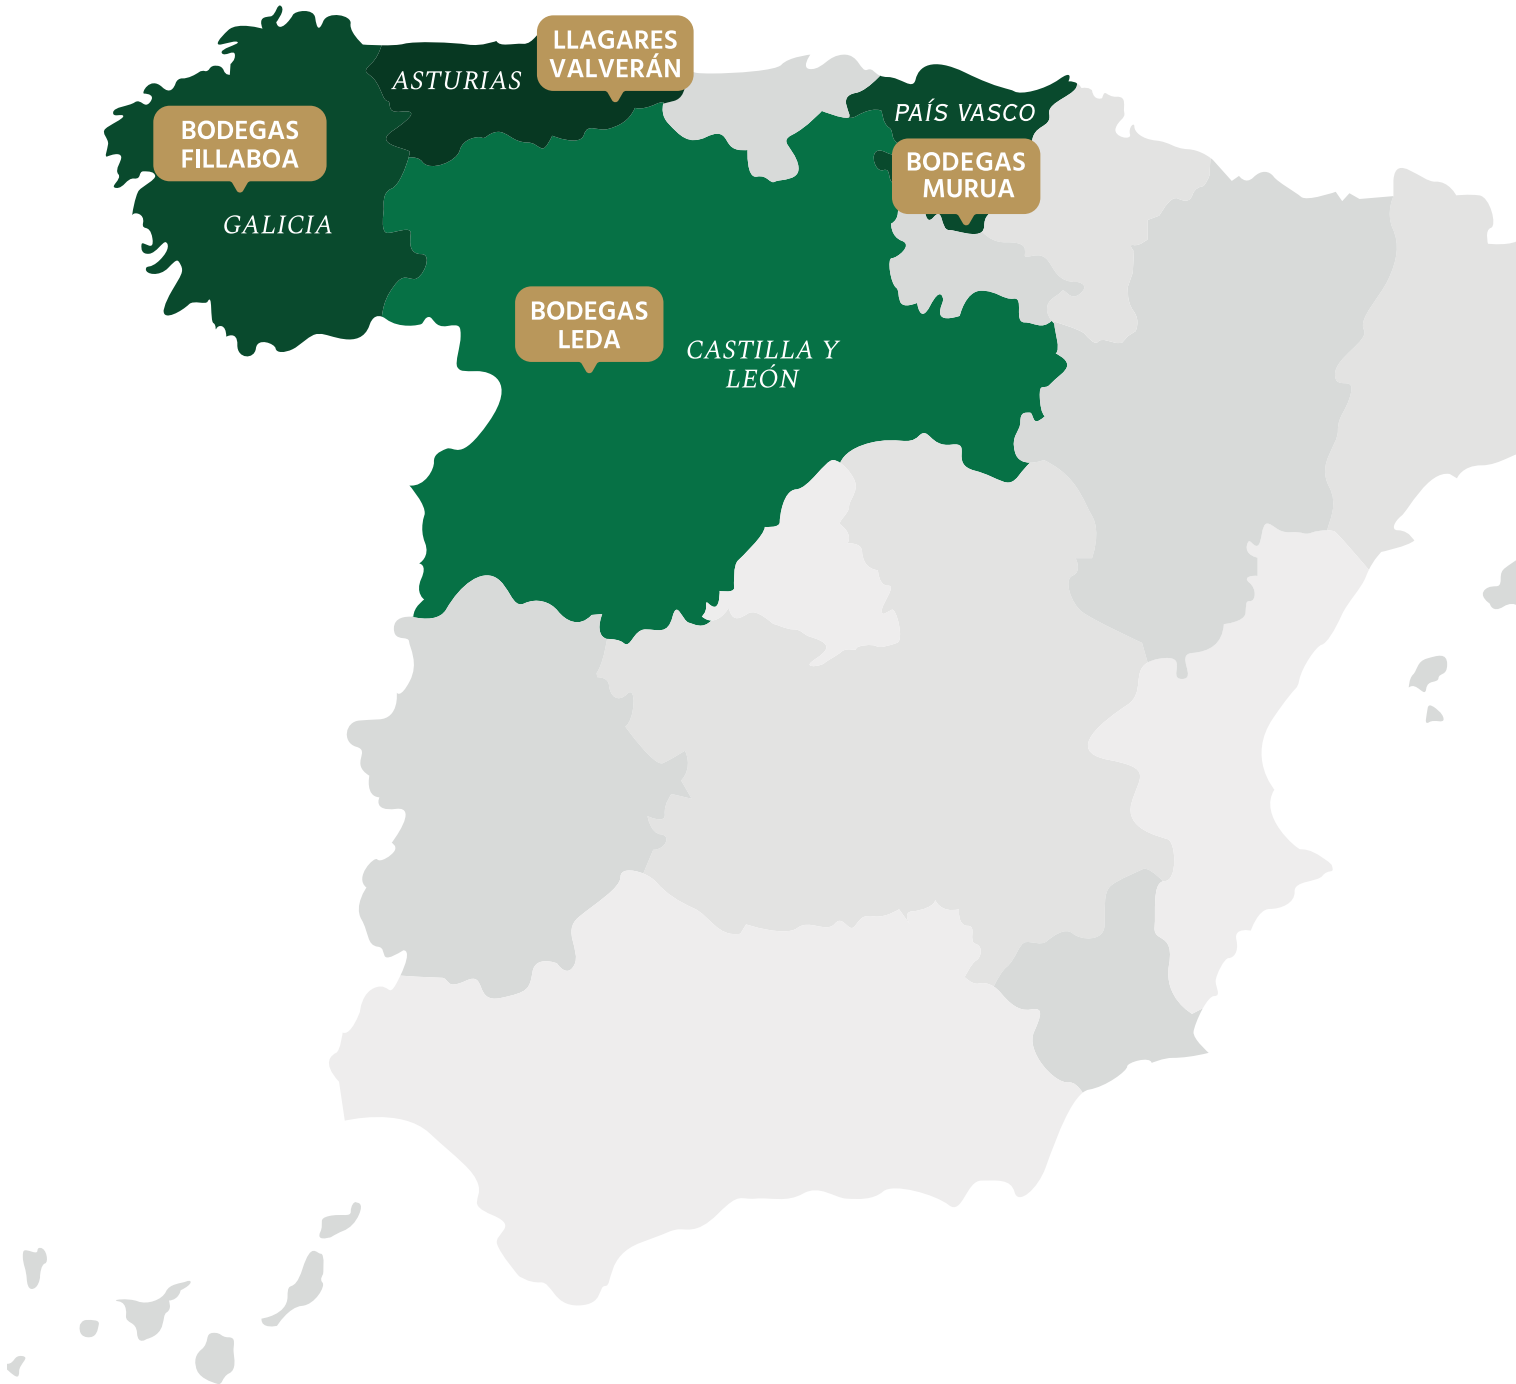 LLAGARES
VALVERÁN
ASTURIAS
PAÍS VASCO
BODEGAS
FILLABOA
BODEGAS
MURUA
GALICIA
BODEGAS
LEDA
CASTILLA Y
LEÓN